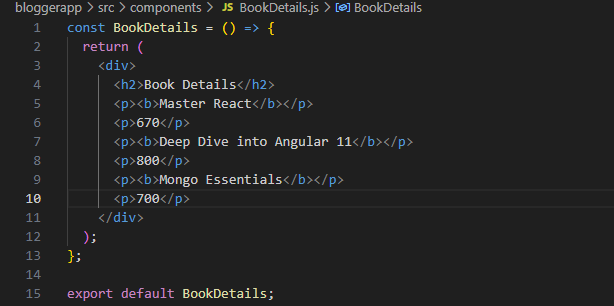 bloggerapp > src > components > JS BookDetails.js > BookDetails
1 const BookDetails = () => {
2   return (
3     <div>
4       <h2>Book Details</h2>
5       <p><b>Master React</b></p>
6       <p>670</p>
7       <p><b>Deep Dive into Angular 11</b></p>
8       <p>800</p>
9       <p><b>Mongo Essentials</b></p>
10       <p>700</p>
11     </div>
12   );
13 };
14
15 export default BookDetails;